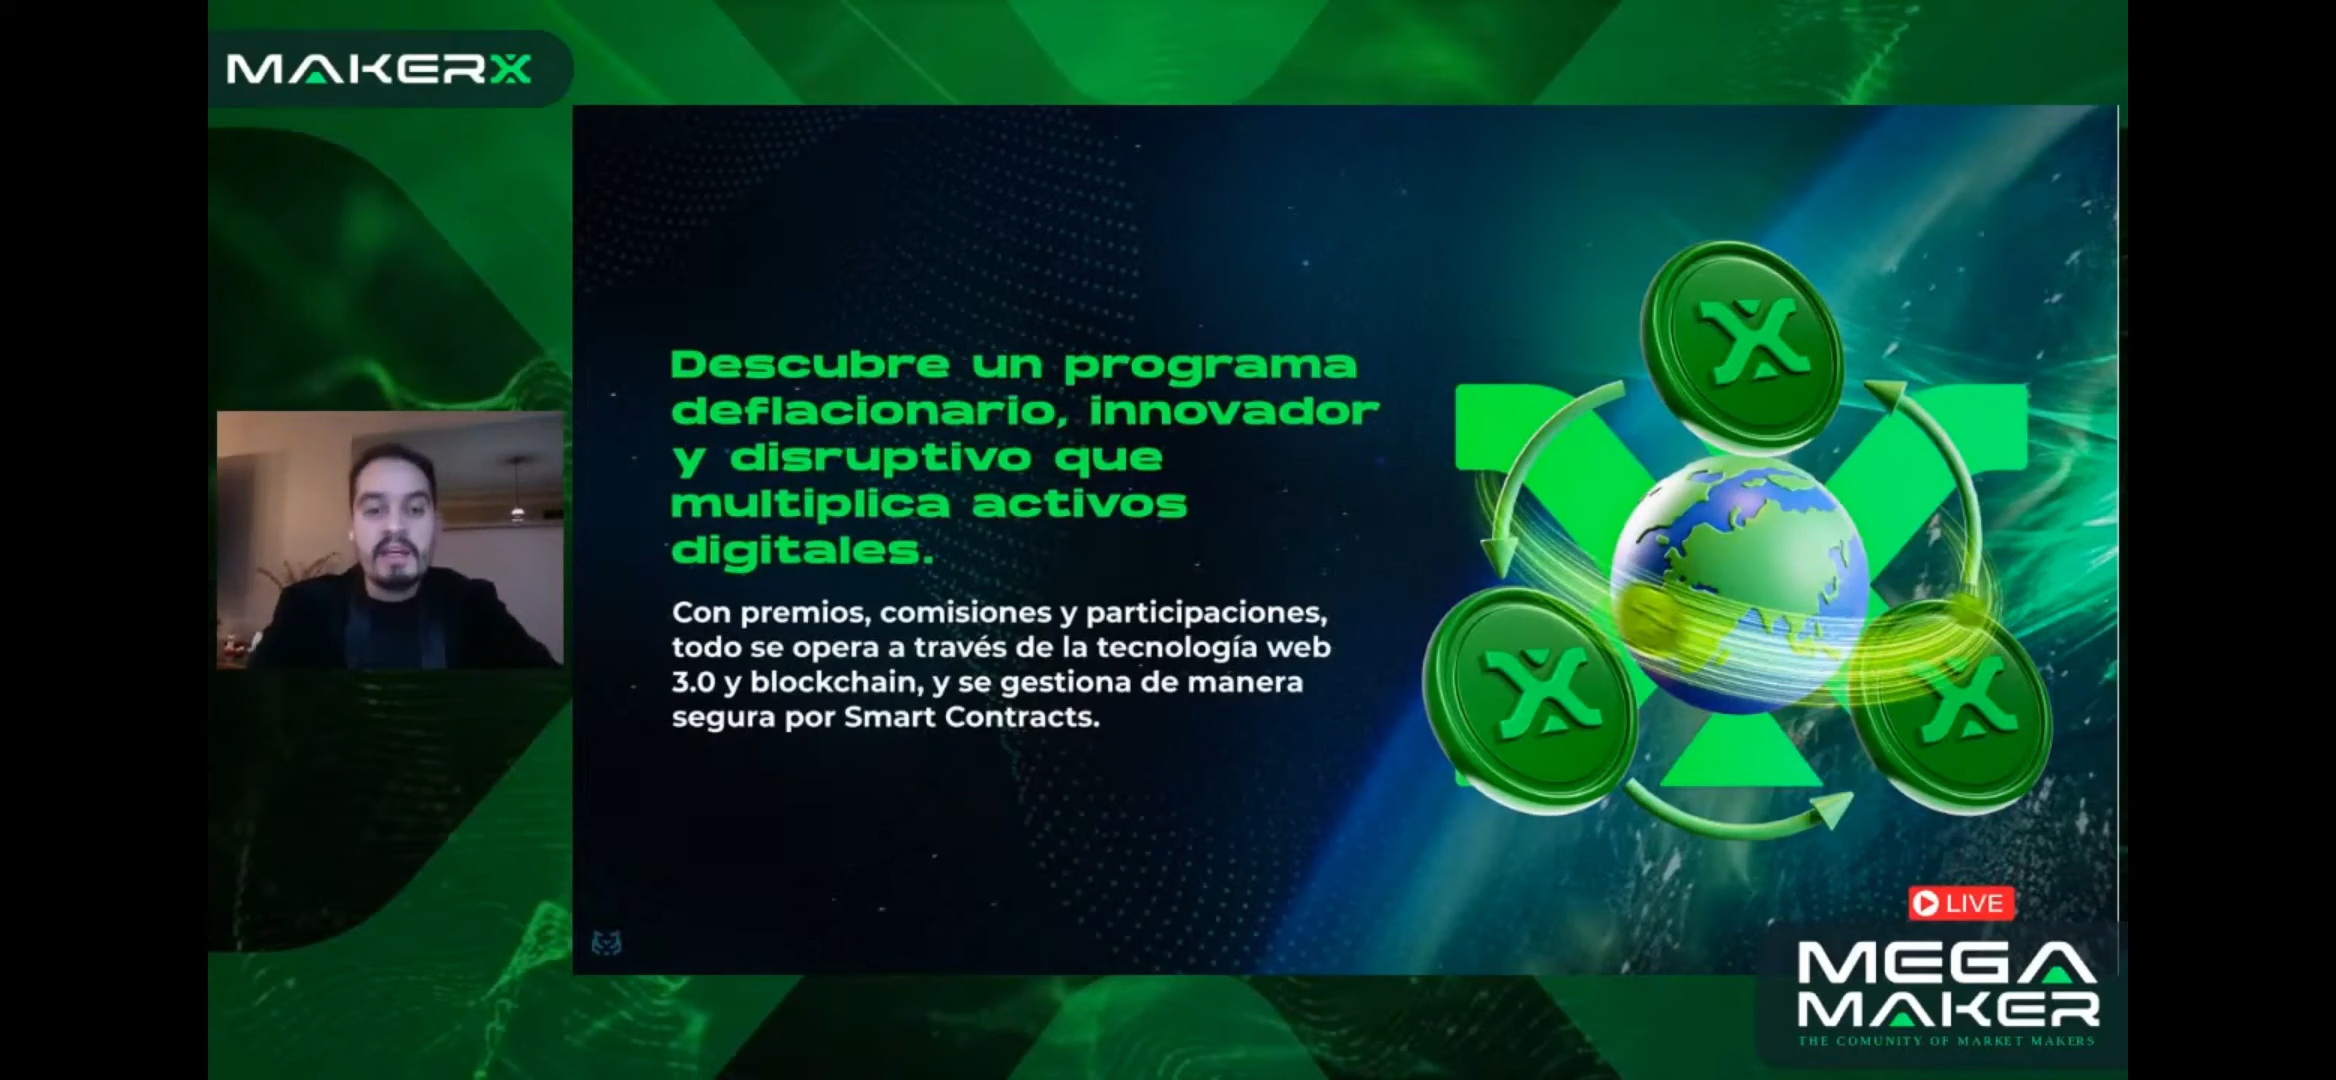 MAKERX
Descubre un programa
deflacionario, innovador
y disruptivo que
multiplica activos
digitales.
Con premios, comisiones y participaciones,
todo se opera a través de la tecnología web
3.0 y blockchain, y se gestiona de manera
segura por Smart Contracts.
LIVE
MEGA
MAKER
THE COMUNITY OF MARKET MAKERS